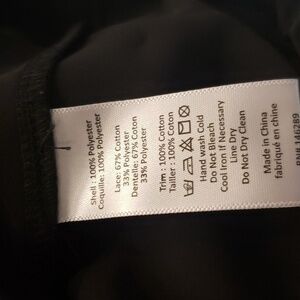 Shell : 100% Polyester
Coquille: 100% Polyester
Lace: 67% Cotton
33% Polyester
Dentelle: 67% Coton
33% Polyester
Trim : 100% Cotton
Tailler : 100% Coton
Hand wash Cold
Do Not Bleach
Cool Iron If Necessary
Line Dry
Do Not Dry Clean
Made in China
fabriqué en chine
RN# 146289